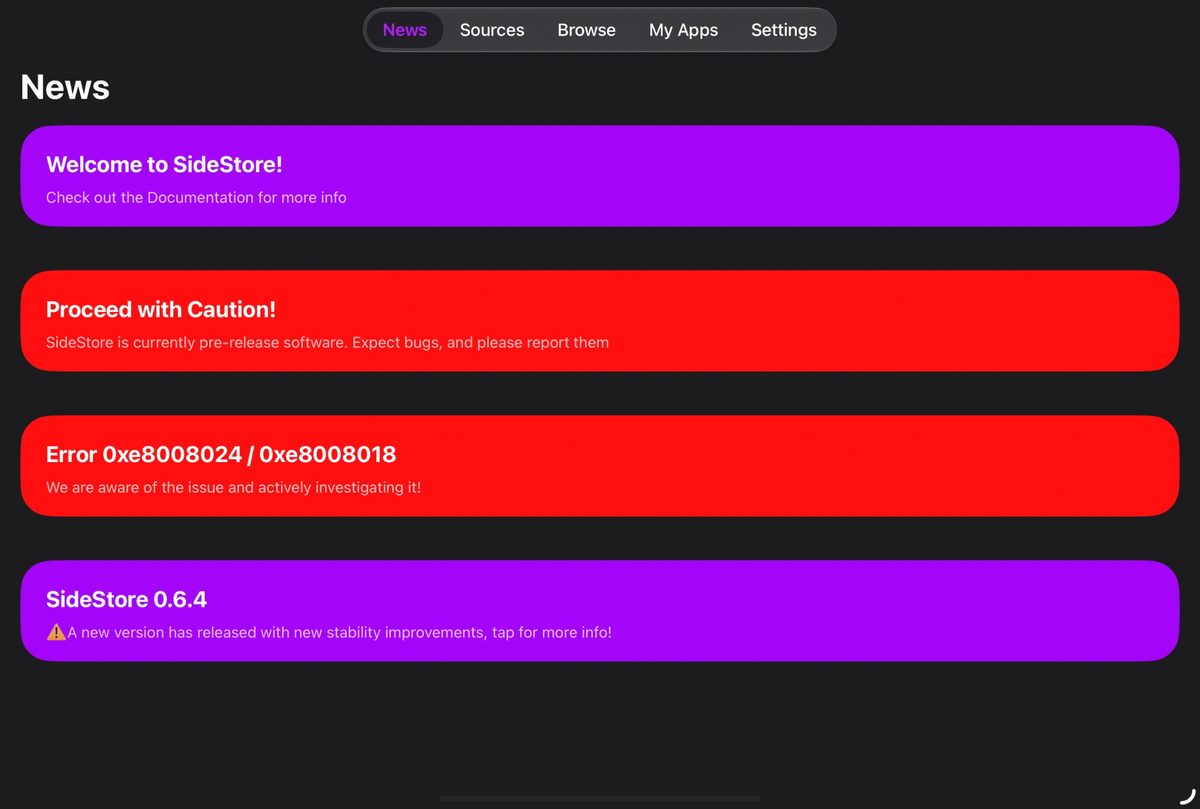 News Sources Browse My Apps Settings
News
Welcome to SideStore!
Check out the Documentation for more info
Proceed with Caution!
SideStore is currently pre-release software. Expect bugs, and please report them
Error 0xe8008024 / 0xe8008018
We are aware of the issue and actively investigating it!
SideStore 0.6.4
⚠️A new version has released with new stability improvements, tap for more info!